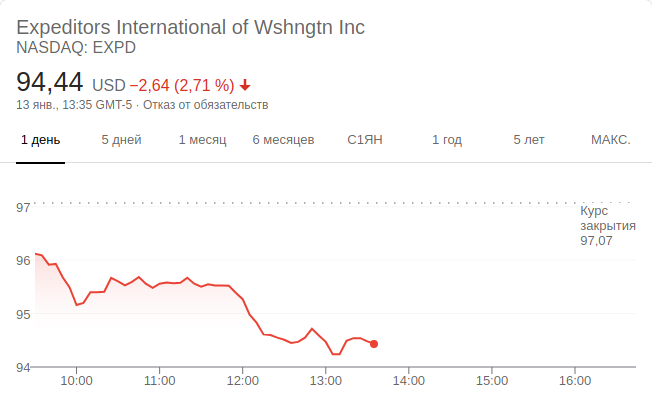 Expeditors International of Wshngtn Inc
NASDAQ: EXPD
94,44 USD −2,64 (2,71 %)
13 янв., 13:35 GMT-5 · Отказ от обязательств
1 день 5 дней 1 месяц 6 месяцев С1ЯН 1 год 5 лет МАКС.
97
Курс
закрытия
97,07
96
95
94
10:00 11:00 12:00 13:00 14:00 15:00 16:00